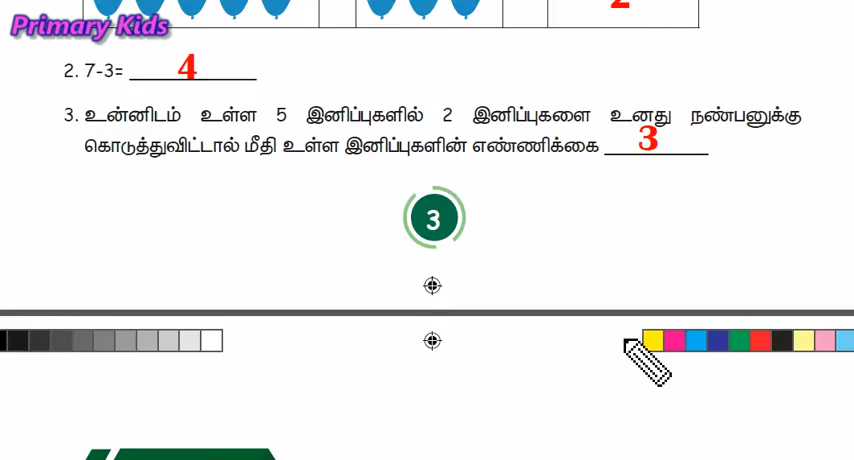 2
Primary Kids
2. 7-3= 4
3. உன்னிடம் உள்ள 5 இனிப்புகளில் 2 இனிப்புகளை உனது நண்பனுக்கு
கொடுத்துவிட்டால் மீதி உள்ள இனிப்புகளின் எண்ணிக்கை 3
3